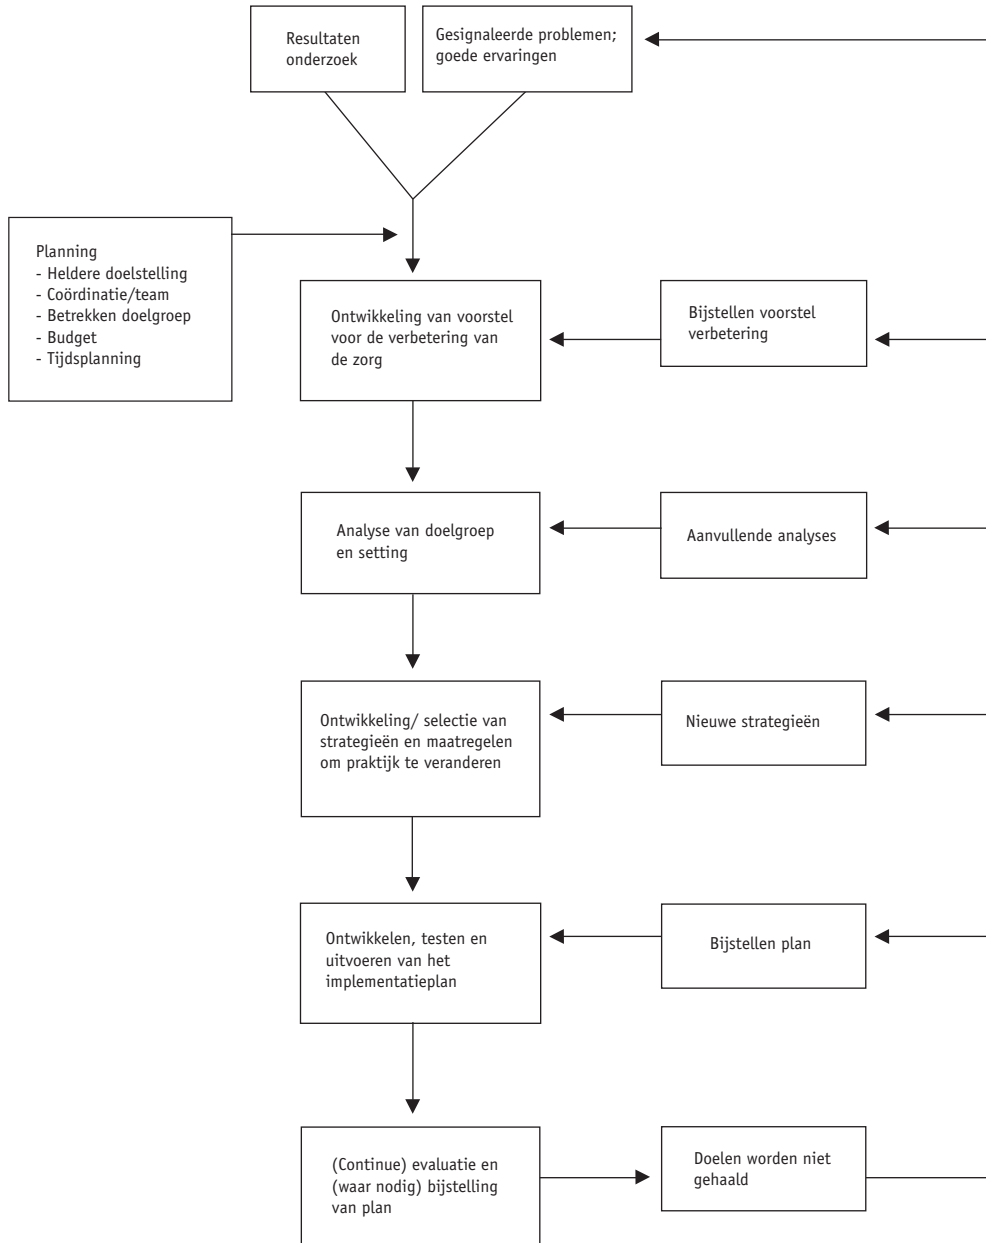 Resultaten
onderzoek
Gesignaleerde problemen;
goede ervaringen
Planning
- Heldere doelstelling
- Coördinatie/team
- Betrekken doelgroep
- Budget
- Tijdsplanning
Ontwikkeling van voorstel
voor de verbetering van
de zorg
Bijstellen voorstel
verbetering
Analyse van doelgroep
en setting
Aanvullende analyses
Ontwikkeling/ selectie van
strategieën en maatregelen
om praktijk te veranderen
Nieuwe strategieën
Ontwikkelen, testen en
uitvoeren van het
implementatieplan
Bijstellen plan
(Continue) evaluatie en
(waar nodig) bijstelling
van plan
Doelen worden niet
gehaald